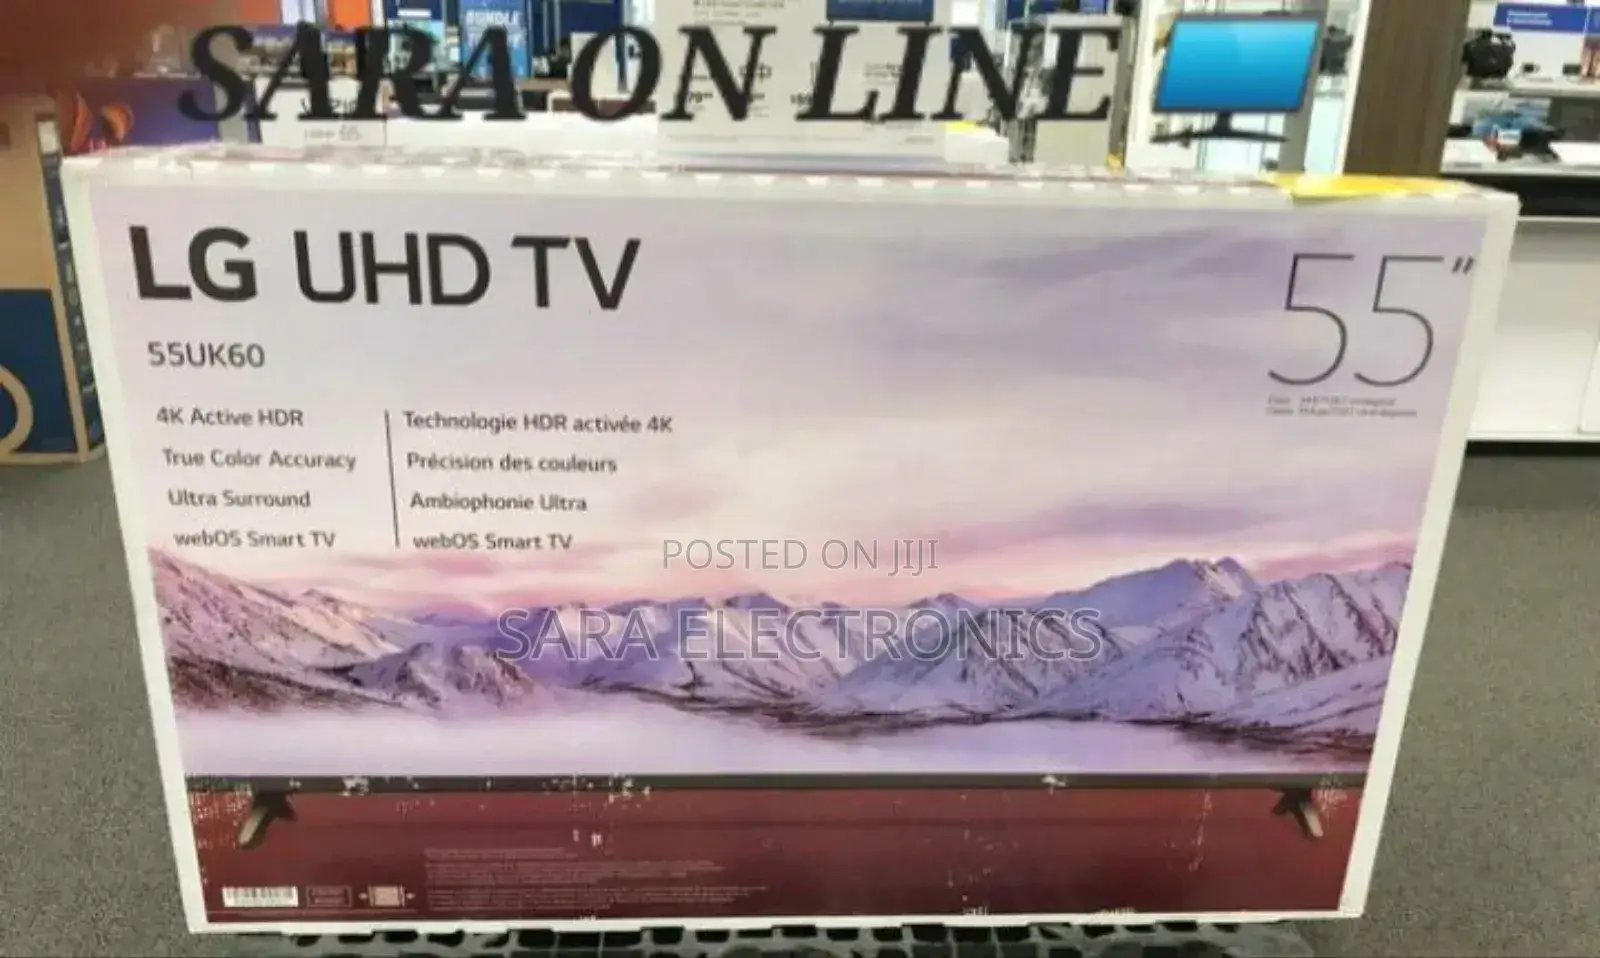 BUNDLE
SARA ON LINE
LG UHD TV
55"
55UK60
4K Active HDR
Technologie HDR activée 4K
True Color Accuracy
Précision des couleurs
Ultra Surround
Ambiophonie Ultra
webOS Smart TV
webOS Smart TV
POSTED ON JIJI
SARA ELECTRONICS